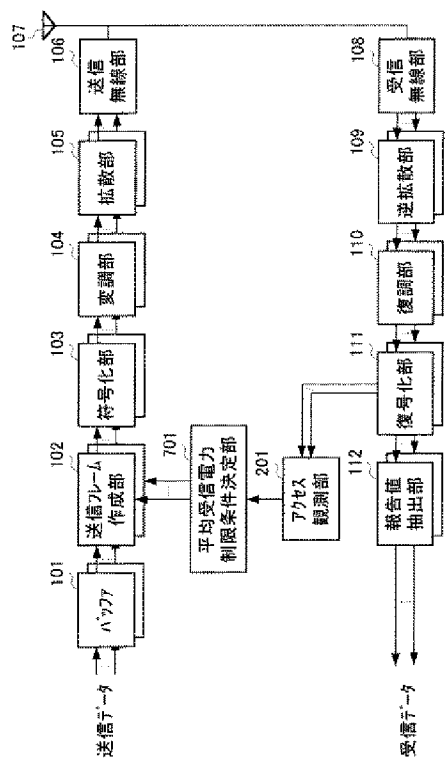 送信データ
101
バッファ
102
送信フレーム
作成部
103
符号化部
104
変調部
105
拡散部
106
送信
無線部
107
701
平均受信電力
制限条件決定部
201
アクセス
観測部
108
受信
無線部
109
逆拡散部
110
復調部
111
復号化部
112
報告値
抽出部
受信データ